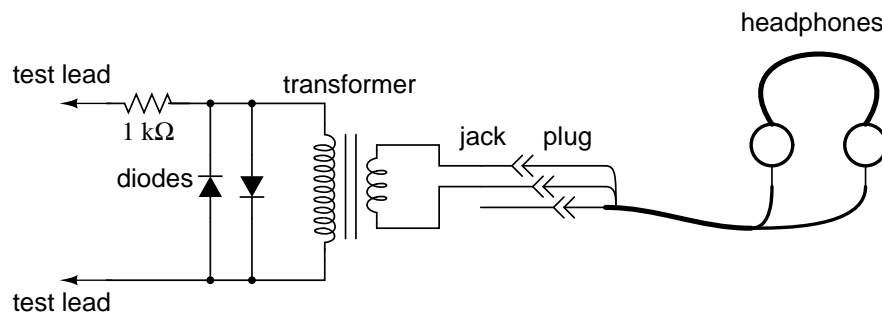 headphones
test lead
transformer
1 kΩ
jack
plug
diodes
test lead